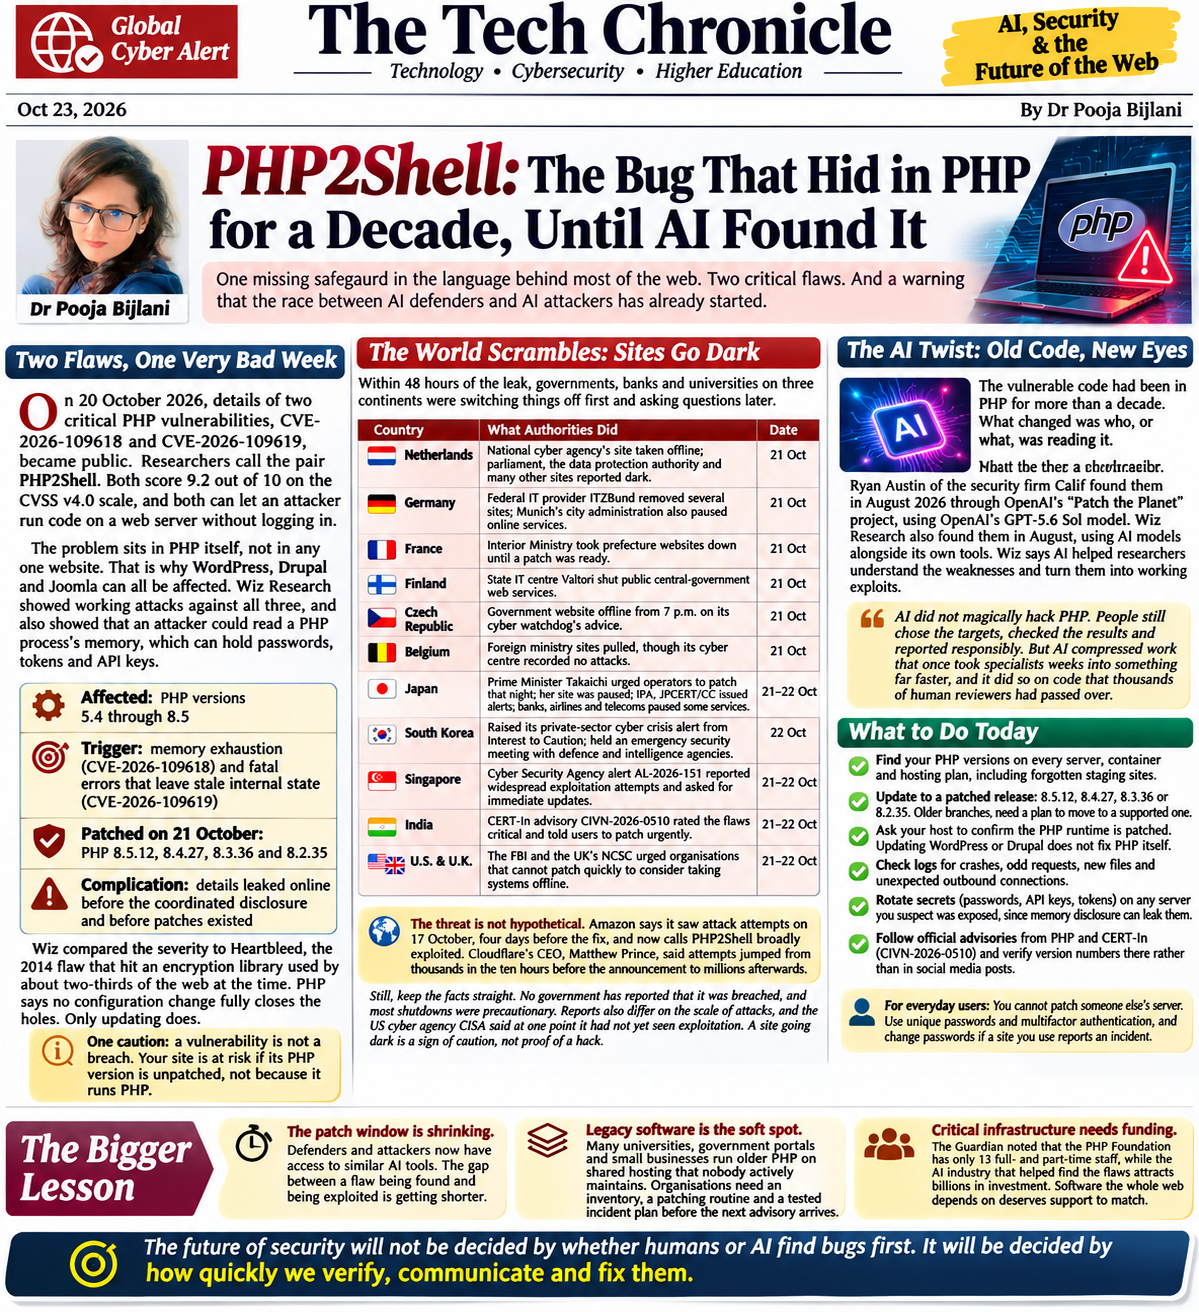 Global
Cyber Alert
The Tech Chronicle
Technology • Cybersecurity • Higher Education
AI, Security
& the
Future of the Web
Oct 23, 2026
By Dr Pooja Bijlani
Dr Pooja Bijlani
PHP2Shell: The Bug That Hid in PHP
for a Decade, Until AI Found It
One missing safegaurd in the language behind most of the web. Two critical flaws. And a warning
that the race between AI defenders and AI attackers has already started.
php
Two Flaws, One Very Bad Week
On 20 October 2026, details of two
critical PHP vulnerabilities, CVE-
2026-109618 and CVE-2026-109619,
became public. Researchers call the pair
PHP2Shell. Both score 9.2 out of 10 on the
CVSS v4.0 scale, and both can let an attacker
run code on a web server without logging in.
The problem sits in PHP itself, not in any
one website. That is why WordPress, Drupal
and Joomla can all be affected. Wiz Research
showed working attacks against all three, and
also showed that an attacker could read a PHP
process's memory, which can hold passwords,
tokens and API keys.
Affected: PHP versions
5.4 through 8.5
Trigger: memory exhaustion
(CVE-2026-109618) and fatal
errors that leave stale internal state
(CVE-2026-109619)
Patched on 21 October:
PHP 8.5.12, 8.4.27, 8.3.36 and 8.2.35
Complication: details leaked online
before the coordinated disclosure
and before patches existed
Wiz compared the severity to Heartbleed, the
2014 flaw that hit an encryption library used by
about two-thirds of the web at the time. PHP
says no configuration change fully closes the
holes. Only updating does.
One caution: a vulnerability is not a
breach. Your site is at risk if its PHP
version is unpatched, not because it
runs PHP.
The World Scrambles: Sites Go Dark
Within 48 hours of the leak, governments, banks and universities on three
continents were switching things off first and asking questions later.
Country What Authorities Did Date
Netherlands National cyber agency's site taken offline; 21 Oct
parliament, the data protection authority and
many other sites reported dark.
Germany Federal IT provider ITZBund removed several 21 Oct
sites; Munich's city administration also paused
online services.
France Interior Ministry took prefecture websites down 21 Oct
until a patch was ready.
Finland State IT centre Valtori shut public central-government 21 Oct
web services.
Czech Republic Government website offline from 7 p.m. on its 21 Oct
cyber watchdog's advice.
Belgium Foreign ministry sites pulled, though its cyber 21 Oct
centre recorded no attacks.
Japan Prime Minister Takaichi urged operators to patch 21–22 Oct
that night; her site was paused; IPA, JPCERT/CC issued
alerts; banks, airlines and telecoms paused some services.
South Korea Raised its private-sector cyber crisis alert from 22 Oct
Interest to Caution; held an emergency security
meeting with defence and intelligence agencies.
Singapore Cyber Security Agency alert AL-2026-151 reported 21–22 Oct
widespread exploitation attempts and asked for
immediate updates.
India CERT-In advisory CIVN-2026-0510 rated the flaws 21–22 Oct
critical and told users to patch urgently.
U.S. & U.K. The FBI and the UK's NCSC urged organisations 21–22 Oct
that cannot patch quickly to consider taking
systems offline.
The threat is not hypothetical. Amazon says it saw attack attempts on
17 October, four days before the fix, and now calls PHP2Shell broadly
exploited. Cloudflare's CEO, Matthew Prince, said attempts jumped from
thousands in the ten hours before the announcement to millions afterwards.
Still, keep the facts straight. No government has reported that it was breached, and
most shutdowns were precautionary. Reports also differ on the scale of attacks, and the
US cyber agency CISA said at one point it had not yet seen exploitation. A site going
dark is a sign of caution, not proof of a hack.
The AI Twist: Old Code, New Eyes
AI
The vulnerable code had been in
PHP for more than a decade.
What changed was who, or
what, was reading it.
the
Ryan Austin of the security firm Calif found them
in August 2026 through OpenAI's “Patch the Planet”
project, using OpenAI's GPT-5.6 Sol model. Wiz
Research also found them in August, using AI models
alongside its own tools. Wiz says AI helped researchers
understand the weaknesses and turn them into working
exploits.
AI did not magically hack PHP. People still
chose the targets, checked the results and
reported responsibly. But AI compressed work
that once took specialists weeks into something
far faster, and it did so on code that thousands
of human reviewers had passed over.
What to Do Today
Find your PHP versions on every server, container
and hosting plan, including forgotten staging sites.
Update to a patched release: 8.5.12, 8.4.27, 8.3.36 or
8.2.35. Older branches, need a plan to move to a supported one.
Ask your host to confirm the PHP runtime is patched.
Updating WordPress or Drupal does not fix PHP itself.
Check logs for crashes, odd requests, new files and
unexpected outbound connections.
Rotate secrets (passwords, API keys, tokens) on any server
you suspect was exposed, since memory disclosure can leak them.
Follow official advisories from PHP and CERT-In
(CIVN-2026-0510) and verify version numbers there rather
than in social media posts.
For everyday users: You cannot patch someone else's server.
Use unique passwords and multifactor authentication, and
change passwords if a site you use reports an incident.
The Bigger
Lesson
The patch window is shrinking.
Defenders and attackers now have
access to similar AI tools. The gap
between a flaw being found and
being exploited is getting shorter.
Legacy software is the soft spot.
Many universities, government portals
and small businesses run older PHP on
shared hosting that nobody actively
maintains. Organisations need an
inventory, a patching routine and a tested
incident plan before the next advisory arrives.
Critical infrastructure needs funding.
The Guardian noted that the PHP Foundation
has only 13 full- and part-time staff, while the
AI industry that helped find the flaws attracts
billions in investment. Software the whole web
depends on deserves support to match.
The future of security will not be decided by whether humans or AI find bugs first. It will be decided by
how quickly we verify, communicate and fix them.